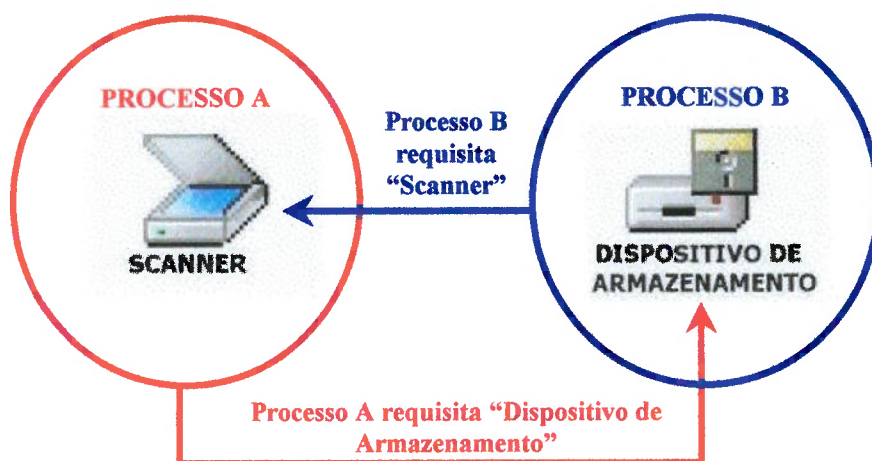 PROCESSO A
SCANNER
Processo B
requisita
“Scanner”
PROCESSO B
DISPOSITIVO DE
ARMAZENAMENTO
Processo A requisita “Dispositivo de
Armazenamento”